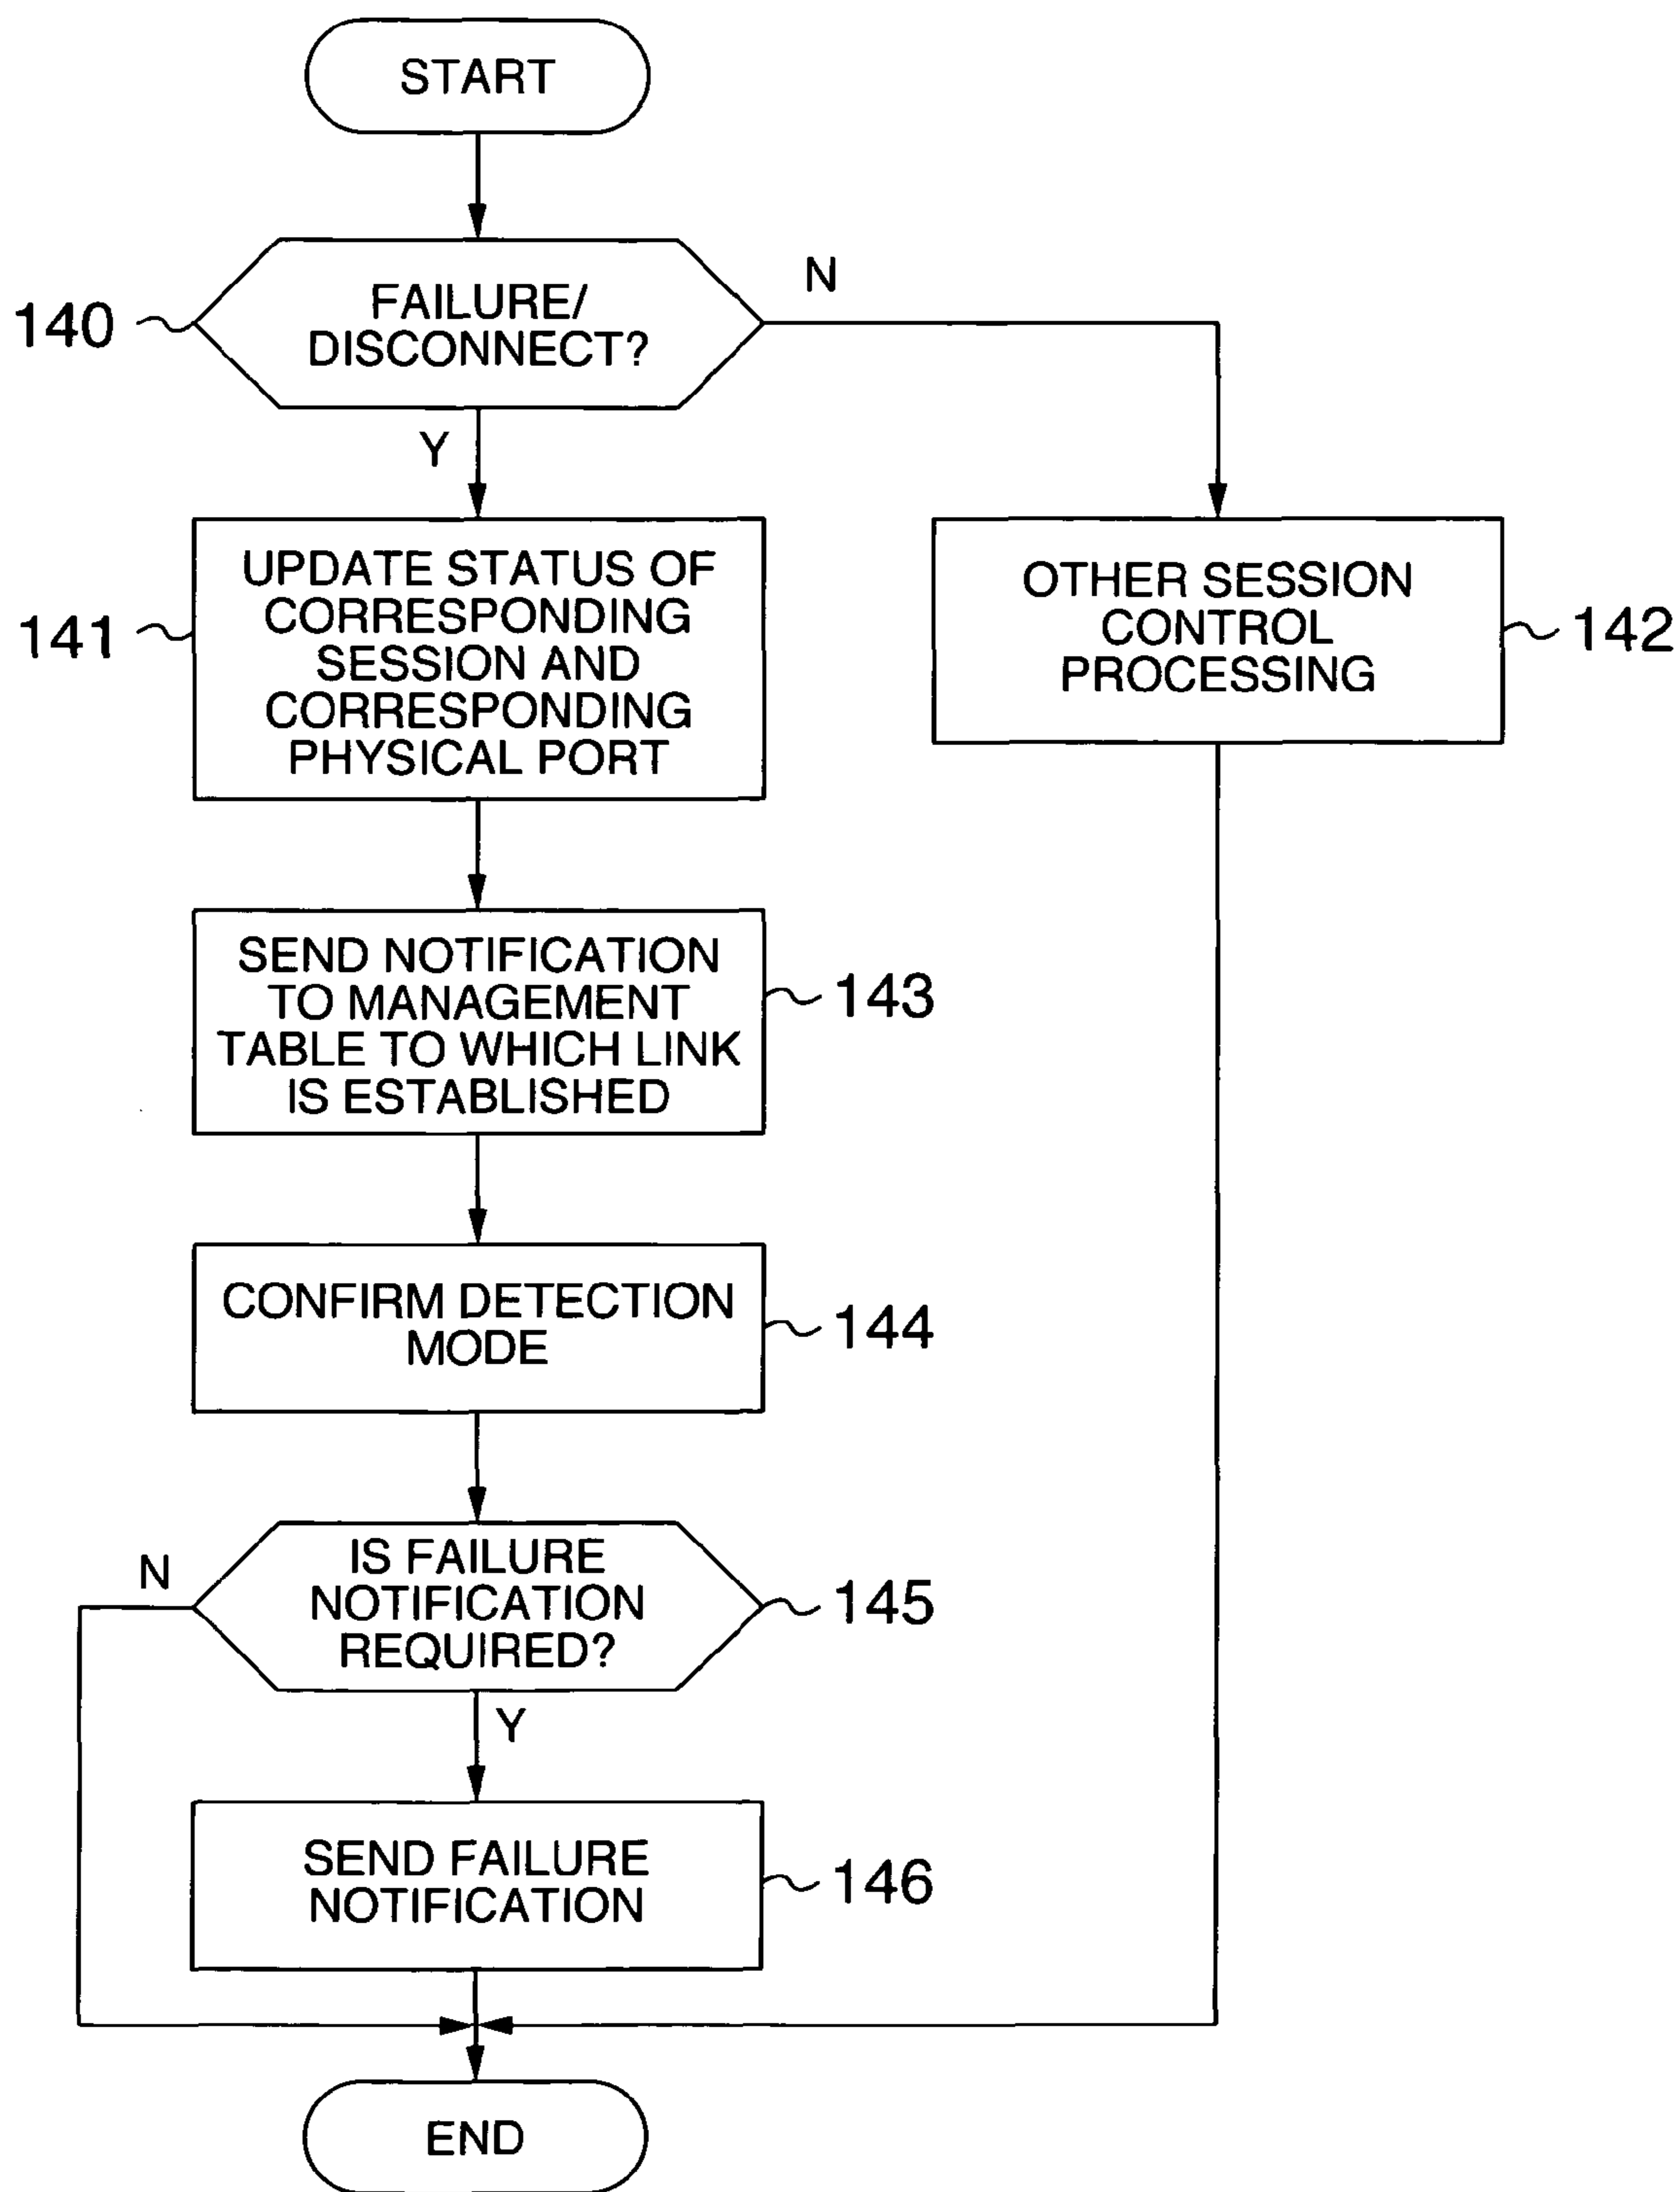 START
FAILURE/
DISCONNECT?
N
140
Y
UPDATE STATUS OF
CORRESPONDING
SESSION AND
CORRESPONDING
PHYSICAL PORT
141
OTHER SESSION
CONTROL
PROCESSING
142
SEND NOTIFICATION
TO MANAGEMENT
TABLE TO WHICH LINK
IS ESTABLISHED
143
CONFIRM DETECTION
MODE
144
N
IS FAILURE
NOTIFICATION
REQUIRED?
145
Y
SEND FAILURE
NOTIFICATION
146
END